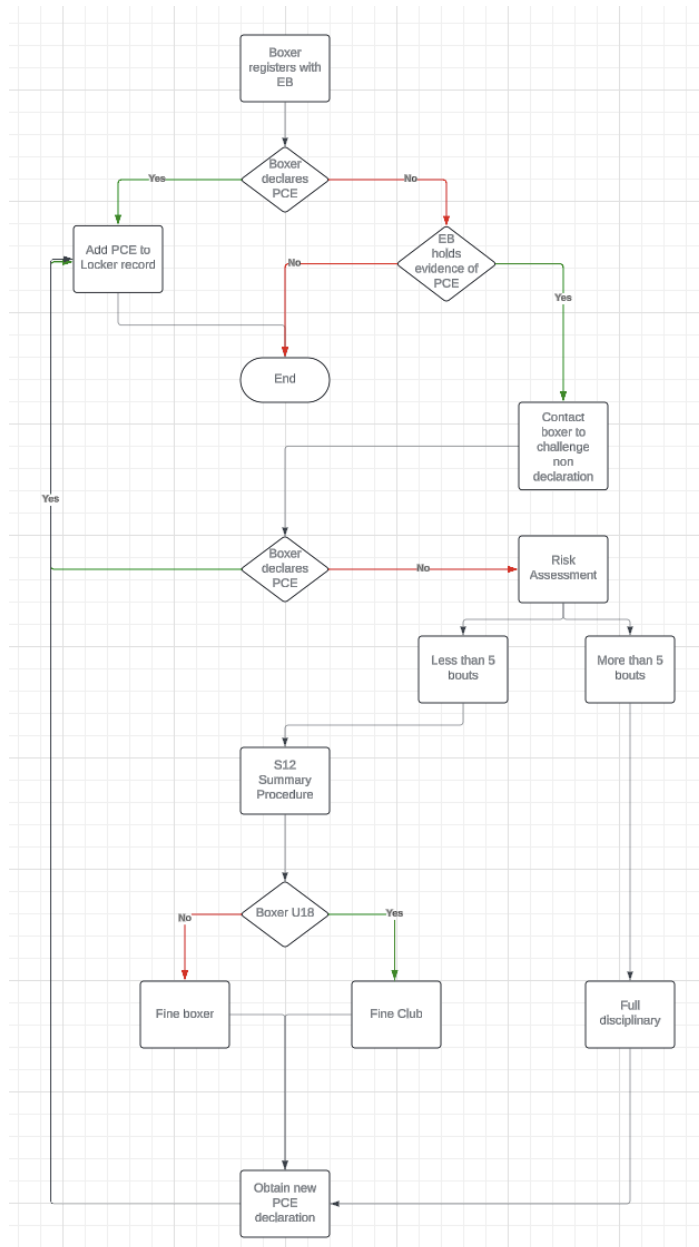 Boxer
registers with
EB
Boxer
declares
PCE
Yes
No
Add PCE to
Locker record
EB
holds
evidence of
PCE
No
Yes
End
Contact
boxer to
challenge
non
declaration
Yes
Boxer
declares
PCE
No
Risk
Assessment
Less than 5
bouts
More than 5
bouts
S12
Summary
Procedure
Boxer U18
No
Yes
Fine boxer
Fine Club
Full
disciplinary
Obtain new
PCE
declaration